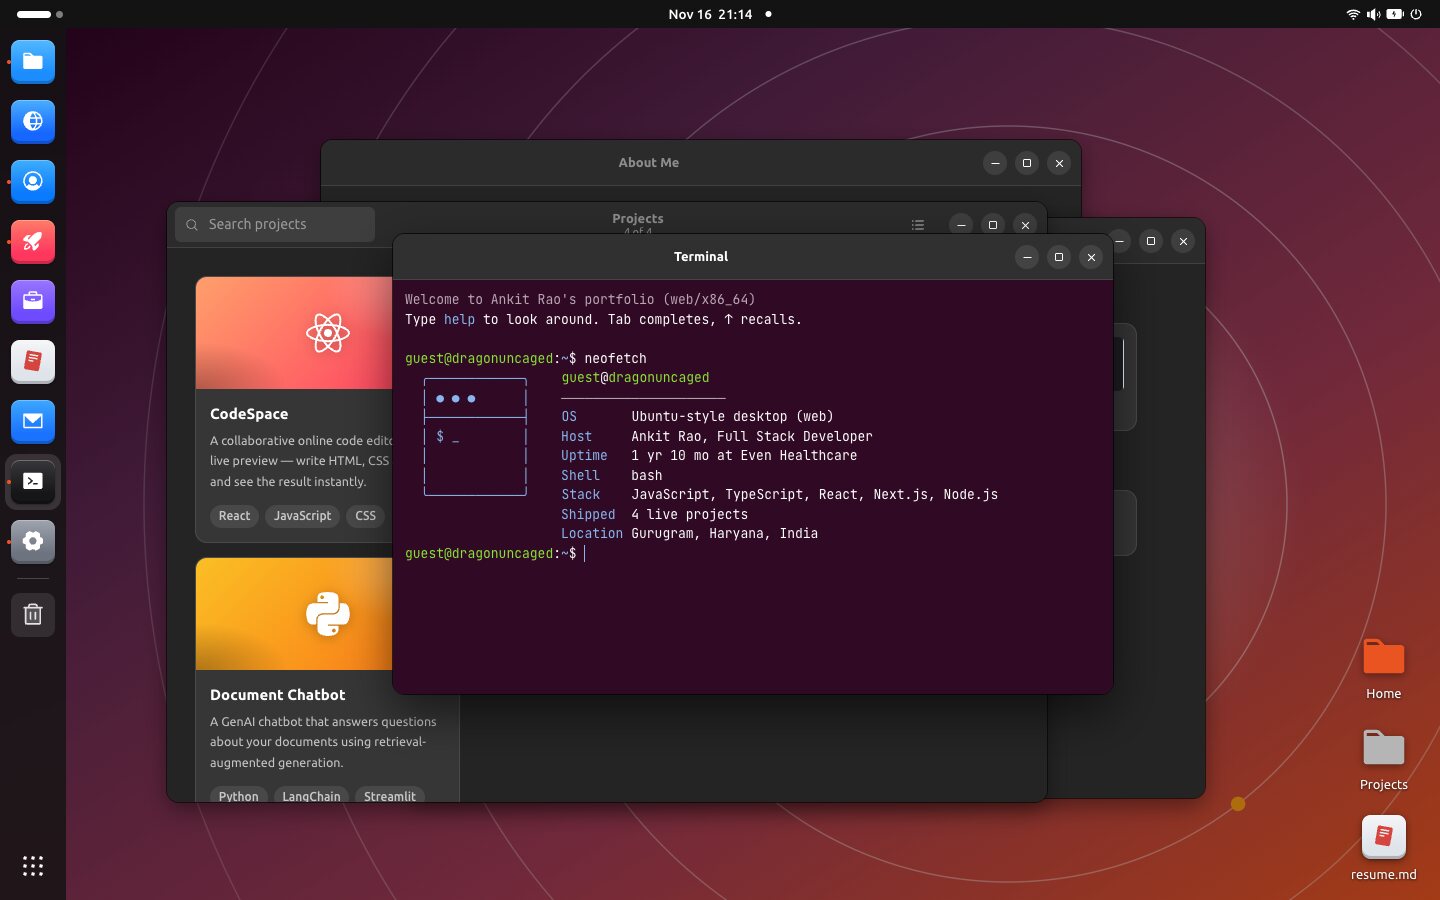 Nov 16 21:14
About Me
Search projects
Projects
4 of 4
Terminal
Welcome to Ankit Rao's portfolio (web/x86_64)
Type help to look around. Tab completes, ↑ recalls.
guest@dragonuncaged:~$ neofetch
guest@dragonuncaged
$ _
OS Ubuntu-style desktop (web)
Host Ankit Rao, Full Stack Developer
Uptime 1 yr 10 mo at Even Healthcare
Shell bash
Stack JavaScript, TypeScript, React, Next.js, Node.js
Shipped 4 live projects
Location Gurugram, Haryana, India
guest@dragonuncaged:~$
CodeSpace
A collaborative online code edito
live preview — write HTML, CSS
and see the result instantly.
React JavaScript CSS
Document Chatbot
A GenAI chatbot that answers questions
about your documents using retrieval-
augmented generation.
Python LangChain Streamlit
Home
Projects
resume.md